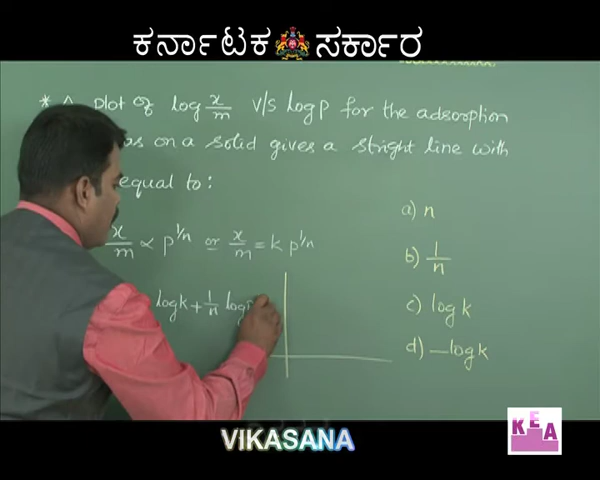 ಕರ್ನಾಟಕ ಸರ್ಕಾರ
* A plot of log x/m v/s log p for the adsorption
on a solid gives a stright line with
equal to:
x/m ∝ p^1/n or x/m = k p^1/n
log k + 1/n log
a) n
b) 1/n
c) log k
d) –log k
VIKASANA
KEA